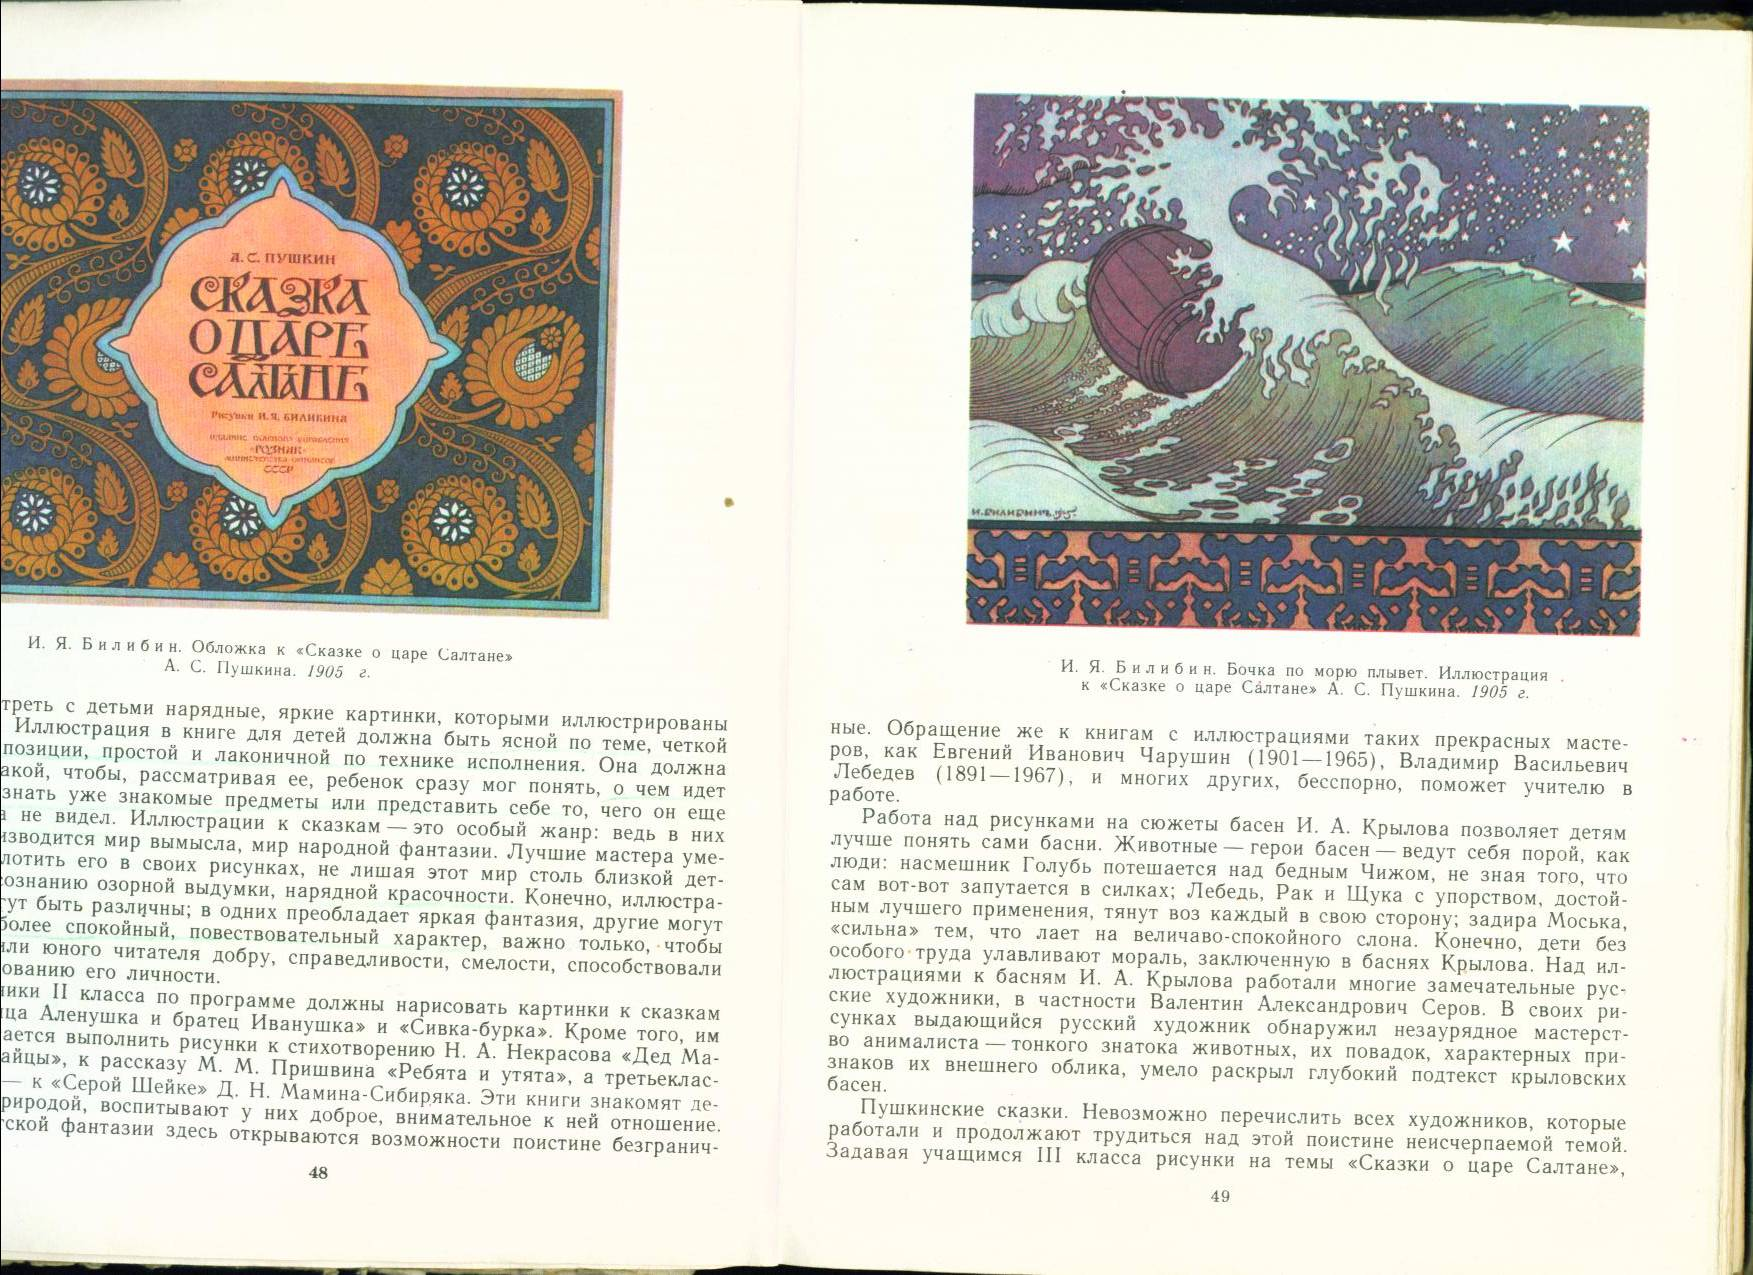 А. С. ПУШКИН
СКАЗКА
О ЦАРЕ
САЛТАНЕ
Рисунки И. Я. БИЛИБИНА
СССР
И. Я. Билибин. Обложка к «Сказке о царе Салтане»
А. С. Пушкина. 1905 г.
треть с детьми нарядные, яркие картинки, которыми иллюстрированы
Иллюстрация в книге для детей должна быть ясной по теме, четкой
позиции, простой и лаконичной по технике исполнения. Она должна
акой, чтобы, рассматривая ее, ребенок сразу мог понять, о чем идет
знать уже знакомые предметы или представить себе то, чего он еще
не видел. Иллюстрации к сказкам — это особый жанр: ведь в них
изводится мир вымысла, мир народной фантазии. Лучшие мастера уме-
лотить его в своих рисунках, не лишая этот мир столь близкой дет-
сознанию озорной выдумки, нарядной красочности. Конечно, иллюстра-
гут быть различны; в одних преобладает яркая фантазия, другие могут
более спокойный, повествовательный характер, важно только, чтобы
или юного читателя добру, справедливости, смелости, способствовали
ованию его личности.
ники II класса по программе должны нарисовать картинки к сказкам
ца Аленушка и братец Иванушка» и «Сивка-бурка». Кроме того, им
ается выполнить рисунки к стихотворению Н. А. Некрасова «Дед Ма-
айцы», к рассказу М. М. Пришвина «Ребята и утята», а третьеклас-
— к «Серой Шейке» Д. Н. Мамина-Сибиряка. Эти книги знакомят де-
риродой, воспитывают у них доброе, внимательное к ней отношение.
ской фантазии здесь открываются возможности поистине безгранич-
48
И. БИЛИБИНЪ. 1905.
И. Я. Билибин. Бочка по морю плывет. Иллюстрация
к «Сказке о царе Салтане» А. С. Пушкина. 1905 г.
ные. Обращение же к книгам с иллюстрациями таких прекрасных масте-
ров, как Евгений Иванович Чарушин (1901—1965), Владимир Васильевич
Лебедев (1891—1967), и многих других, бесспорно, поможет учителю в
работе.
Работа над рисунками на сюжеты басен И. А. Крылова позволяет детям
лучше понять сами басни. Животные — герои басен — ведут себя порой, как
люди: насмешник Голубь потешается над бедным Чижом, не зная того, что
сам вот-вот запутается в силках; Лебедь, Рак и Щука с упорством, достой-
ным лучшего применения, тянут воз каждый в свою сторону; задира Моська,
«сильна» тем, что лает на величаво-спокойного слона. Конечно, дети без
особого труда улавливают мораль, заключенную в баснях Крылова. Над ил-
люстрациями к басням И. А. Крылова работали многие замечательные рус-
ские художники, в частности Валентин Александрович Серов. В своих ри-
сунках выдающийся русский художник обнаружил незаурядное мастерст-
во анималиста — тонкого знатока животных, их повадок, характерных при-
знаков их внешнего облика, умело раскрыл глубокий подтекст крыловских
басен.
Пушкинские сказки. Невозможно перечислить всех художников, которые
работали и продолжают трудиться над этой поистине неисчерпаемой темой.
Задавая учащимся III класса рисунки на темы «Сказки о царе Салтане»,
49